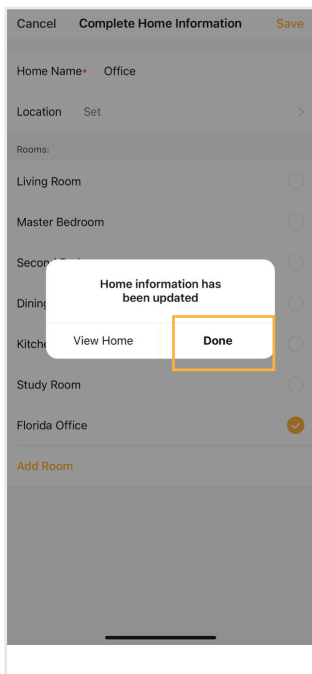 Cancel Complete Home Information Save
Home Name• Office
Location Set
Rooms:
Living Room
Master Bedroom
Home information has
been updated
View Home Done
Study Room
Florida Office
Add Room